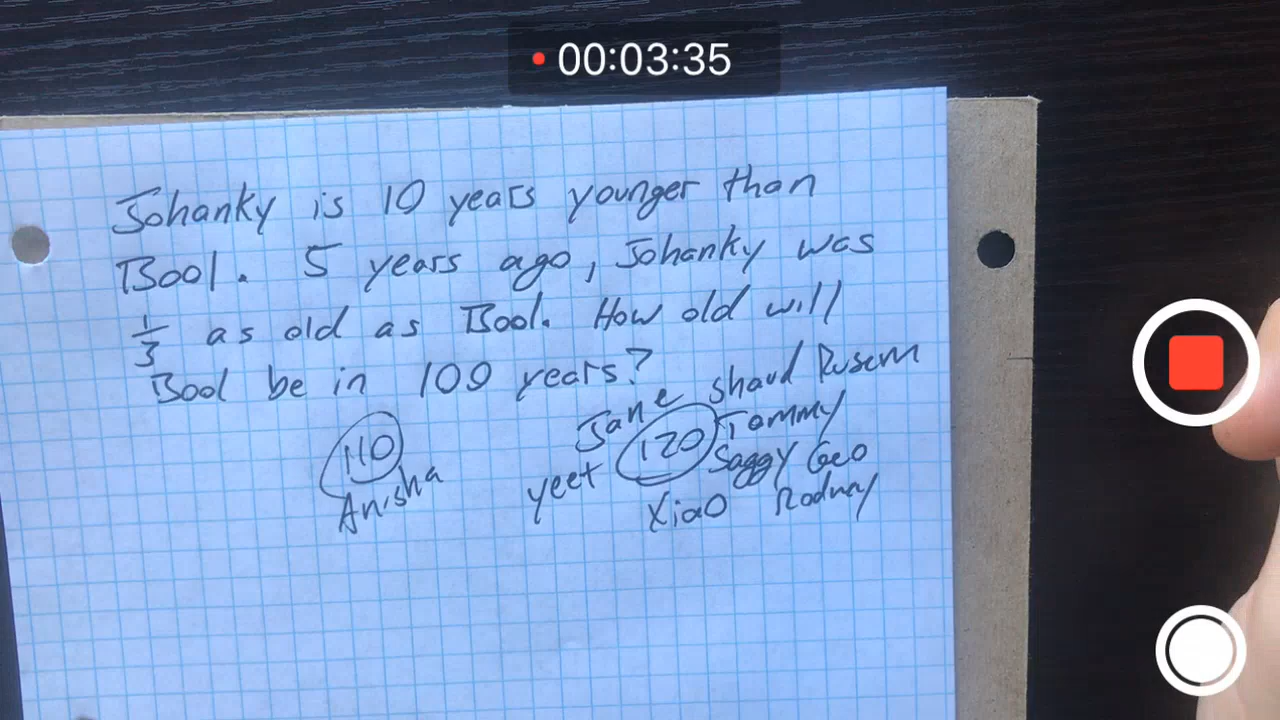 00:03:35
Johanky is 10 years younger than
Bool. 5 years ago, Johanky was
1/3 as old as Bool. How old will
Bool be in 100 years?
Jane Shaud Rusem
110 120 Tommy
Anisha yeet Saggy Geo
Xiao Rodney